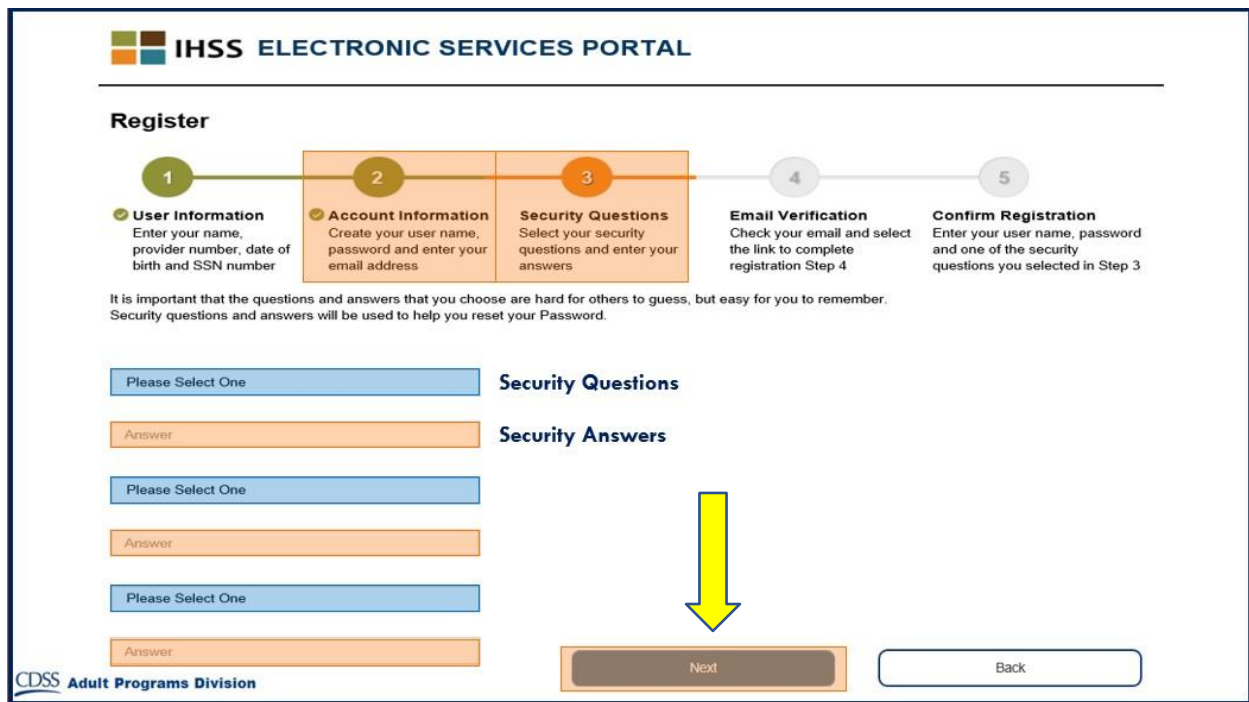 IHSS ELECTRONIC SERVICES PORTAL
Register
1
2
3
4
5
User Information
Enter your name,
provider number, date of
birth and SSN number
Account Information
Create your user name,
password and enter your
email address
Security Questions
Select your security
questions and enter your
answers
Email Verification
Check your email and select
the link to complete
registration Step 4
Confirm Registration
Enter your user name, password
and one of the security
questions you selected in Step 3
It is important that the questions and answers that you choose are hard for others to guess, but easy for you to remember.
Security questions and answers will be used to help you reset your Password.
Please Select One
Security Questions
Answer
Security Answers
Please Select One
Answer
Please Select One
Answer
Next
Back
CDSS Adult Programs Division